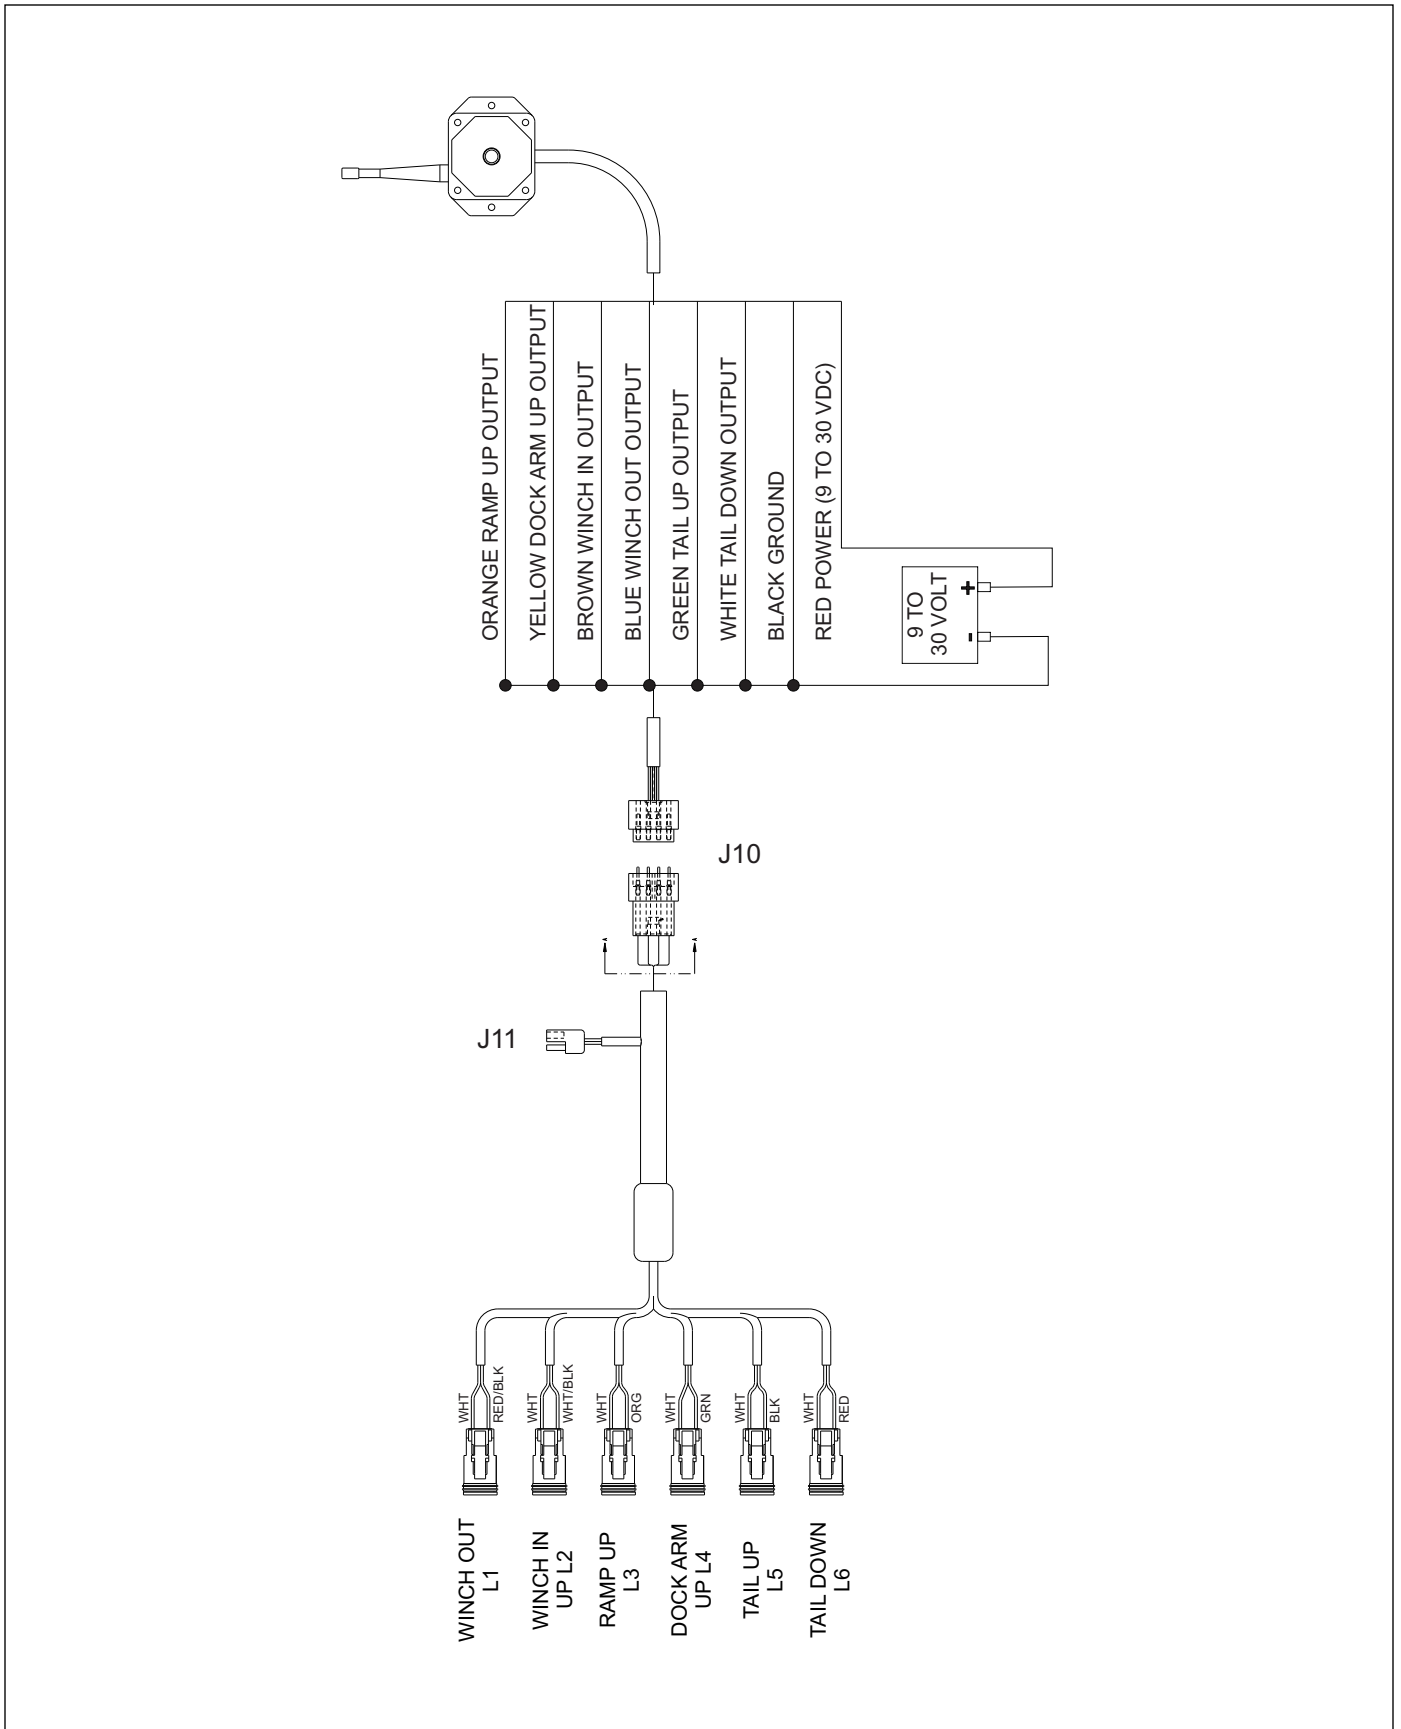 ORANGE RAMP UP OUTPUT
YELLOW DOCK ARM UP OUTPUT
BROWN WINCH IN OUTPUT
BLUE WINCH OUT OUTPUT
GREEN TAIL UP OUTPUT
WHITE TAIL DOWN OUTPUT
BLACK GROUND
RED POWER (9 TO 30 VDC)
9 TO
30 VOLT
- +
J10
A
A
J11
WHT
RED/BLK
WHT
WHT/BLK
WHT
ORG
WHT
GRN
WHT
BLK
WHT
RED
WINCH OUT
L1
WINCH IN
UP L2
RAMP UP
L3
DOCK ARM
UP L4
TAIL UP
L5
TAIL DOWN
L6